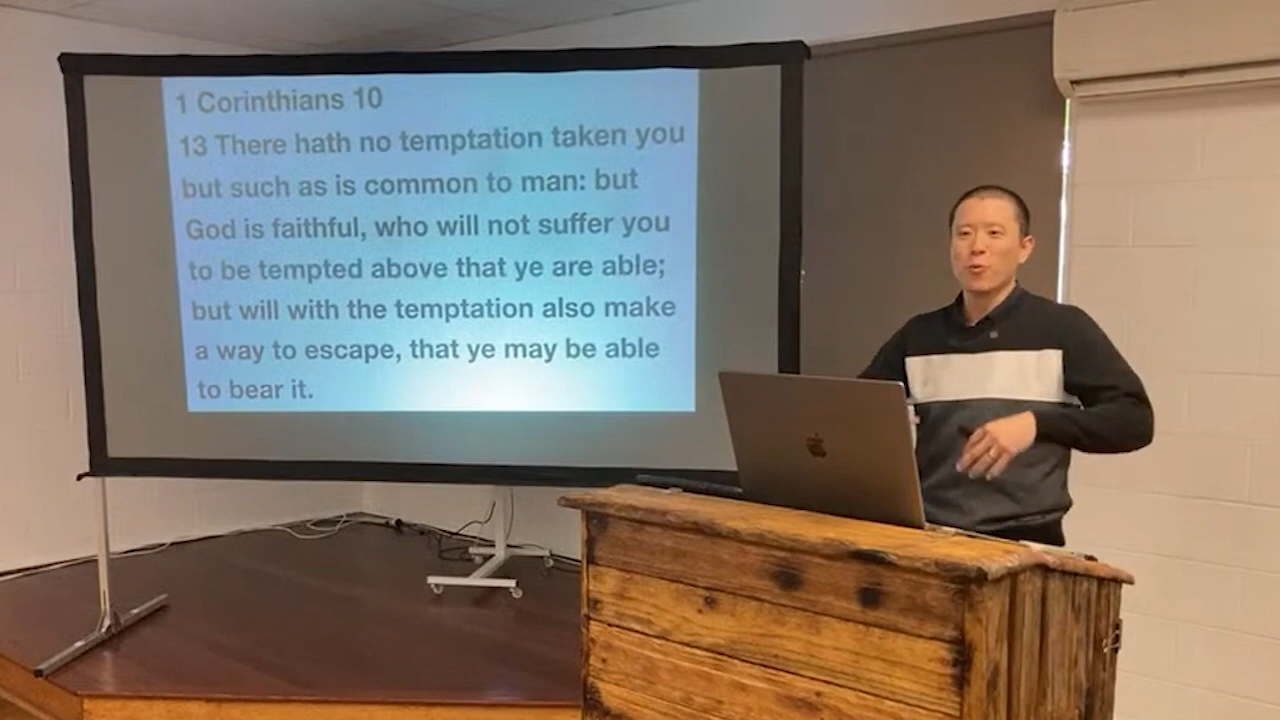 1 Corinthians 10
13 There hath no temptation taken you
but such as is common to man: but
God is faithful, who will not suffer you
to be tempted above that ye are able;
but will with the temptation also make
a way to escape, that ye may be able
to bear it.